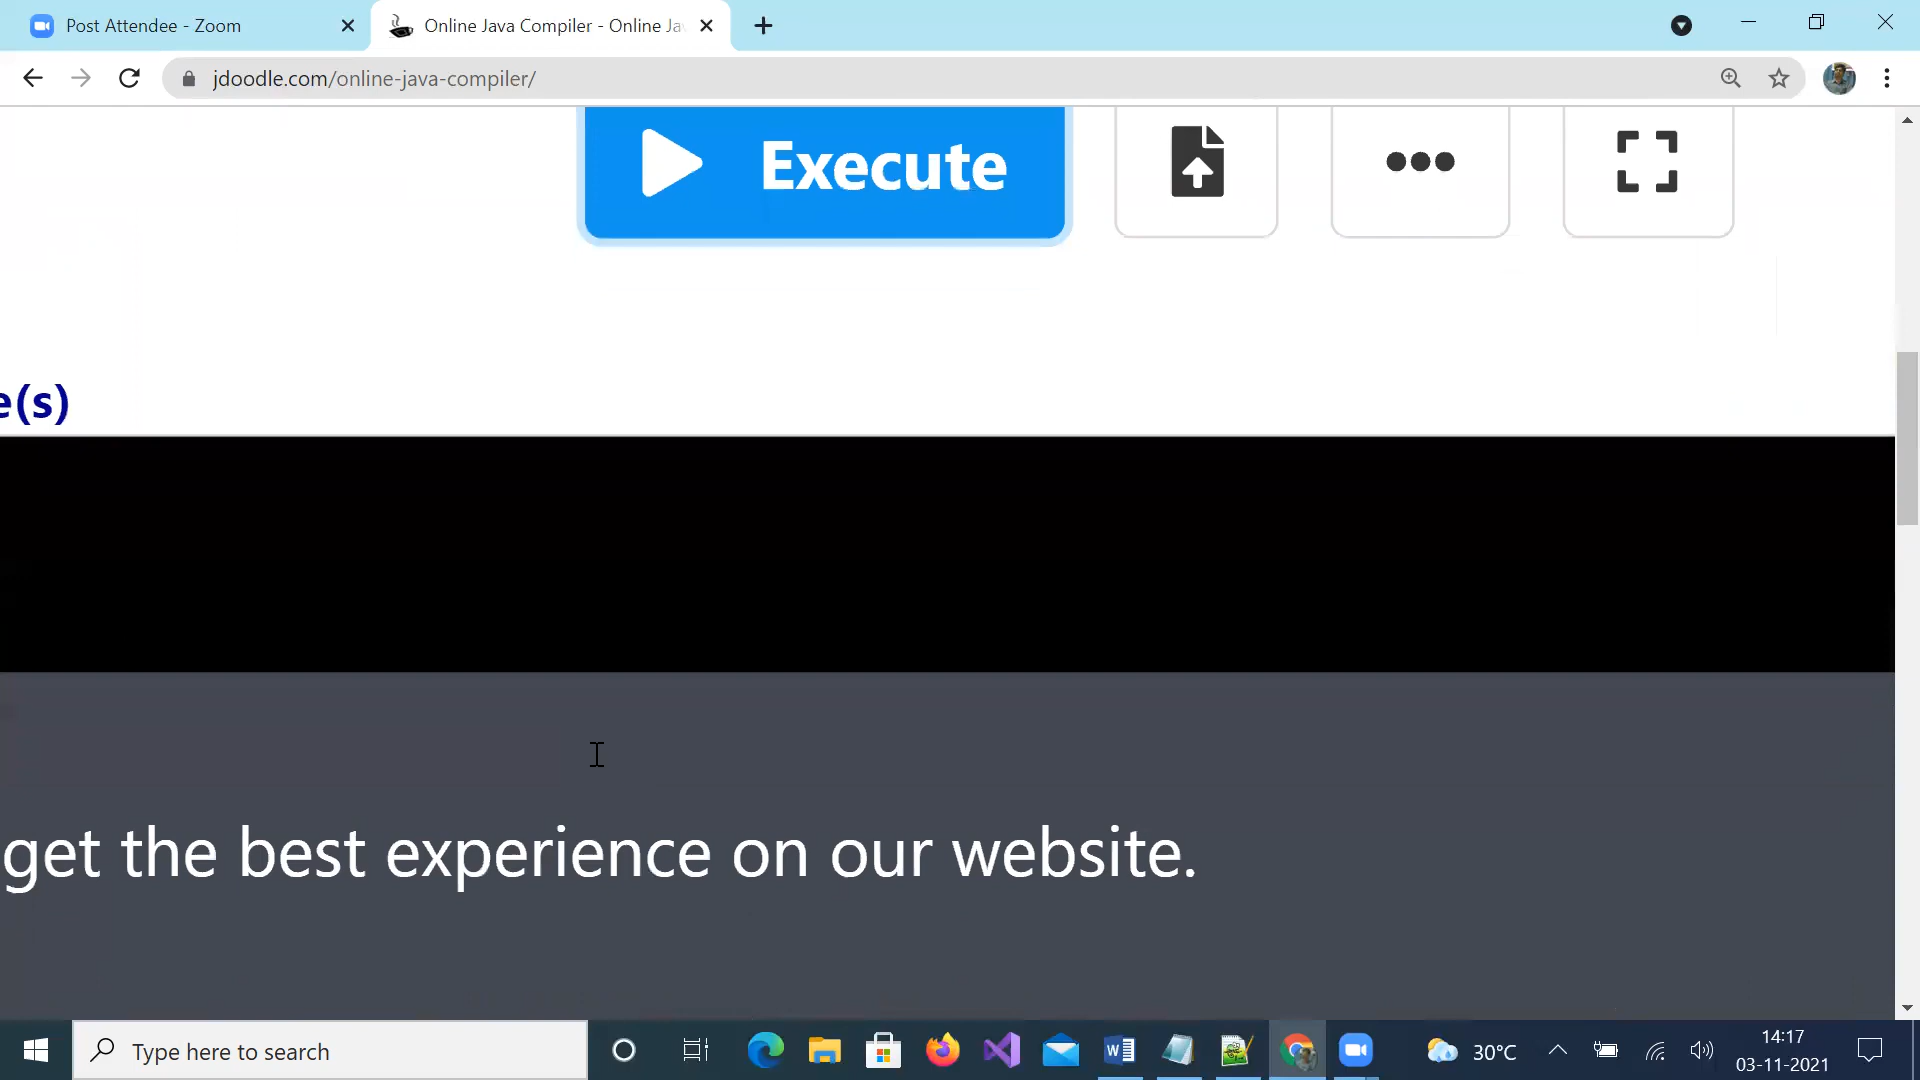 Post Attendee - Zoom
Online Java Compiler - Online Ja
jdoodle.com/online-java-compiler/
Execute
e(s)
get the best experience on our website.
Type here to search
30°C
14:17
03-11-2021